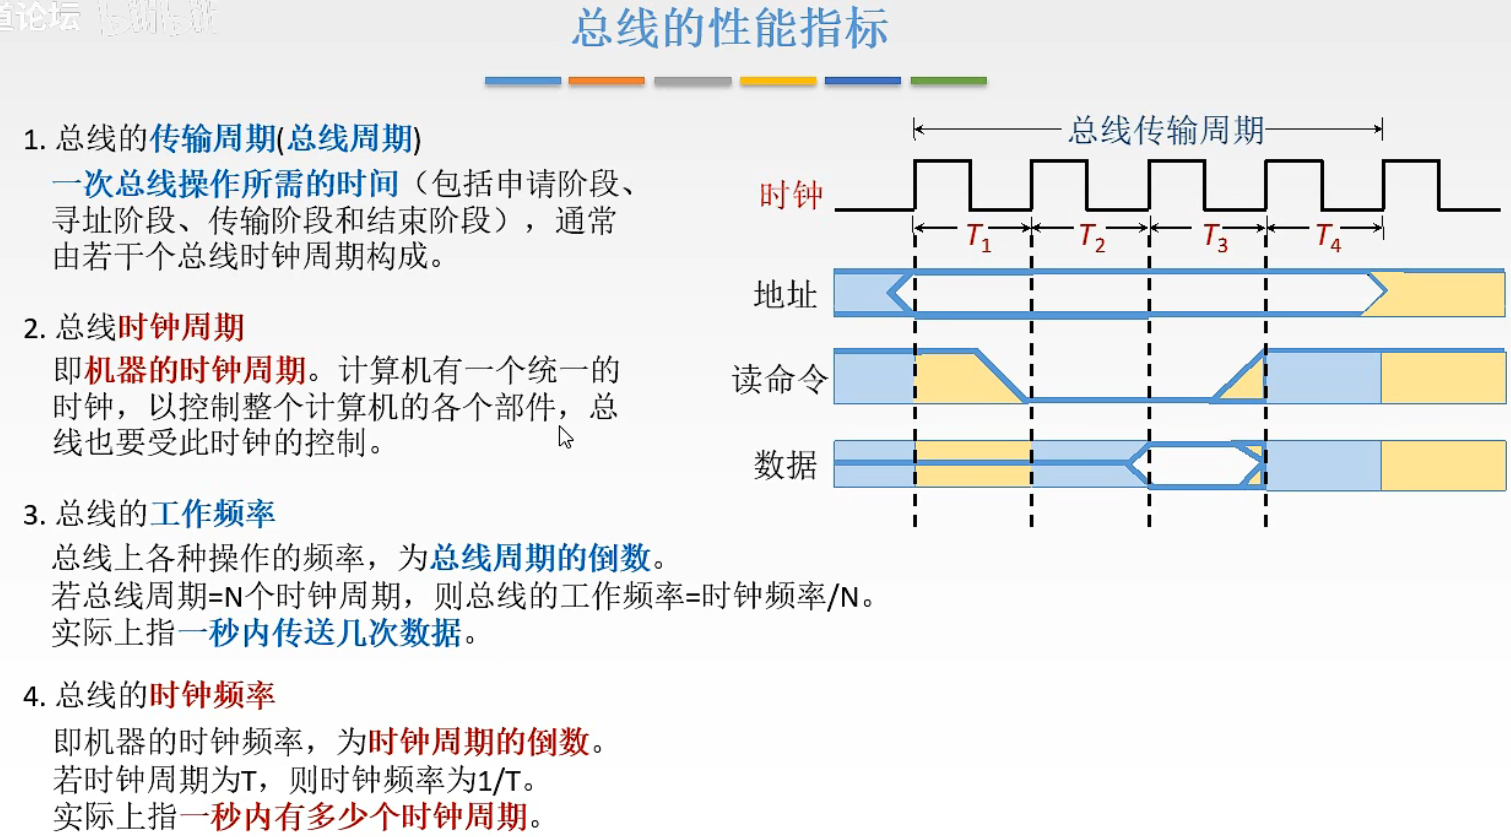 道论坛
总线的性能指标
1. 总线的传输周期(总线周期)
一次总线操作所需的时间（包括申请阶段、
寻址阶段、传输阶段和结束阶段），通常
由若干个总线时钟周期构成。
2. 总线时钟周期
即机器的时钟周期。计算机有一个统一的
时钟，以控制整个计算机的各个部件，总
线也要受此时钟的控制。
3. 总线的工作频率
总线上各种操作的频率，为总线周期的倒数。
若总线周期=N个时钟周期，则总线的工作频率=时钟频率/N。
实际上指一秒内传送几次数据。
4. 总线的时钟频率
即机器的时钟频率，为时钟周期的倒数。
若时钟周期为T，则时钟频率为1/T。
实际上指一秒内有多少个时钟周期。
总线传输周期
时钟
T1 T2 T3 T4
地址
读命令
数据